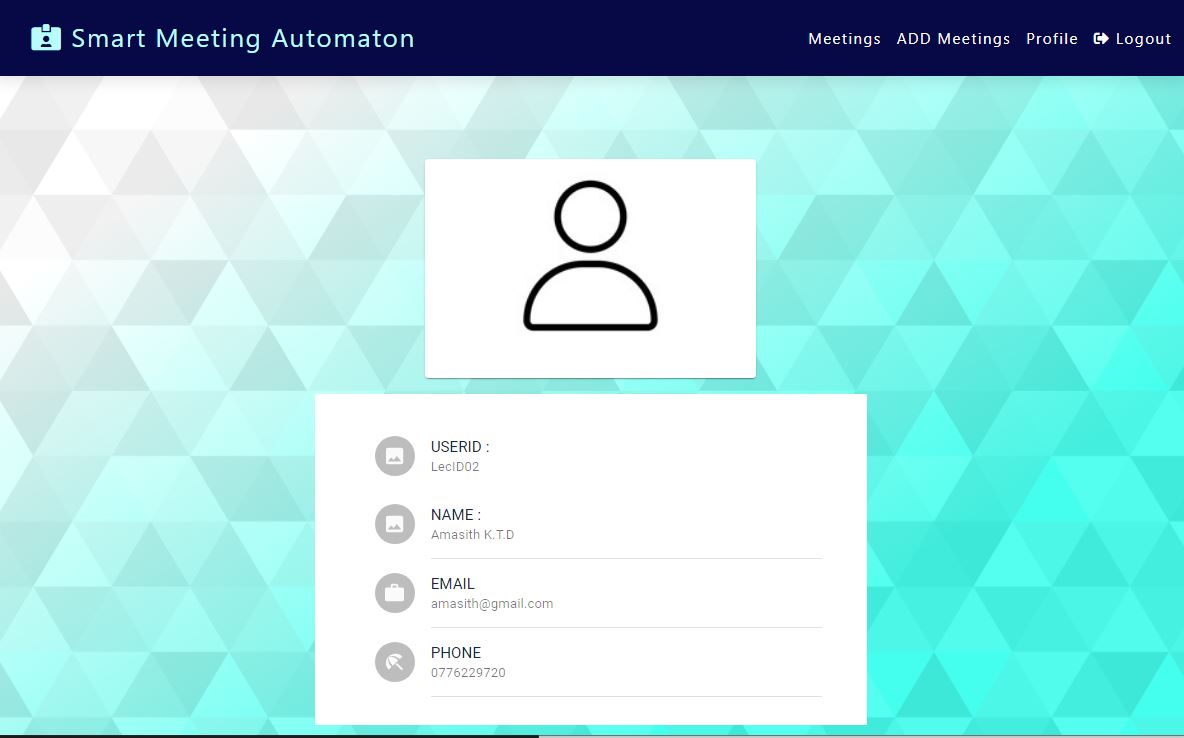 Smart Meeting Automaton
Meetings ADD Meetings Profile Logout
USERID :
LecID02
NAME :
Amasith K.T.D
EMAIL
amasith@gmail.com
PHONE
0776229720